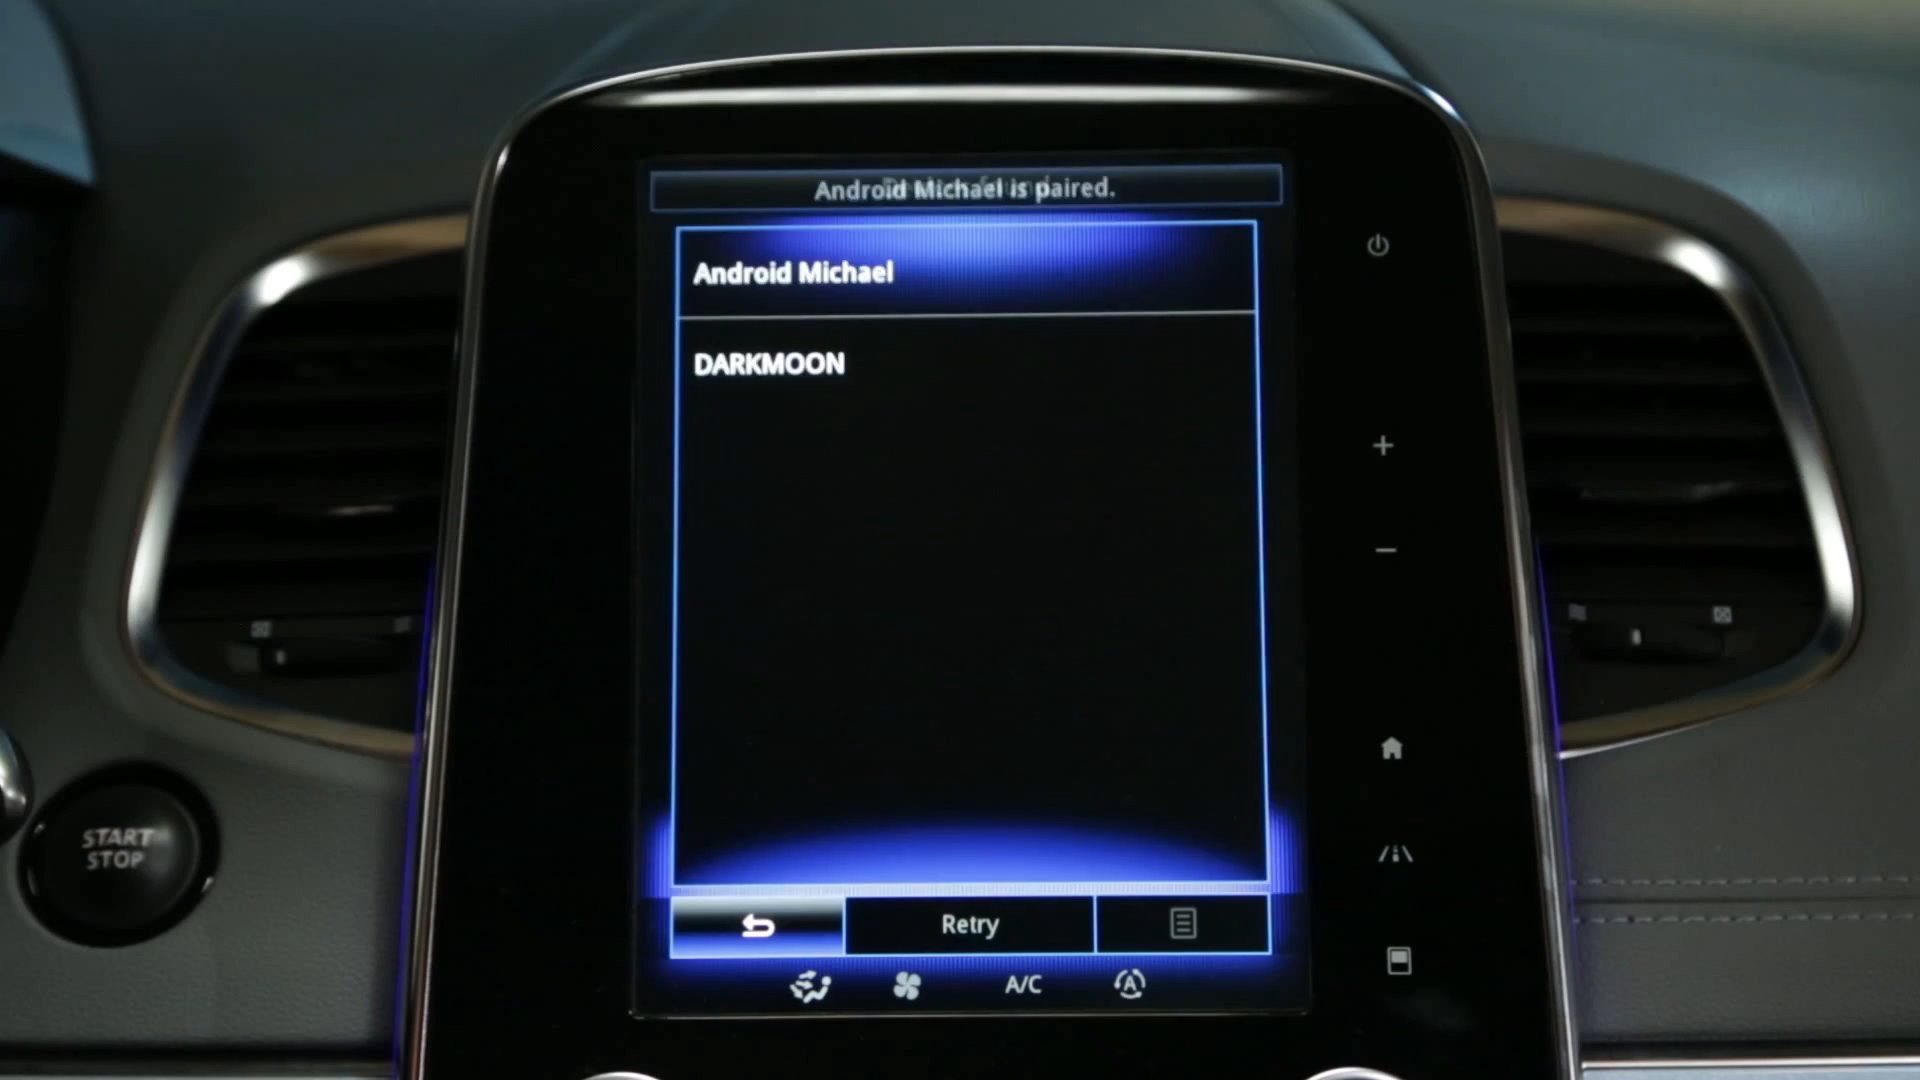 Android Michael is paired.
Android Michael
DARKMOON
Retry
A/C
A
START
STOP